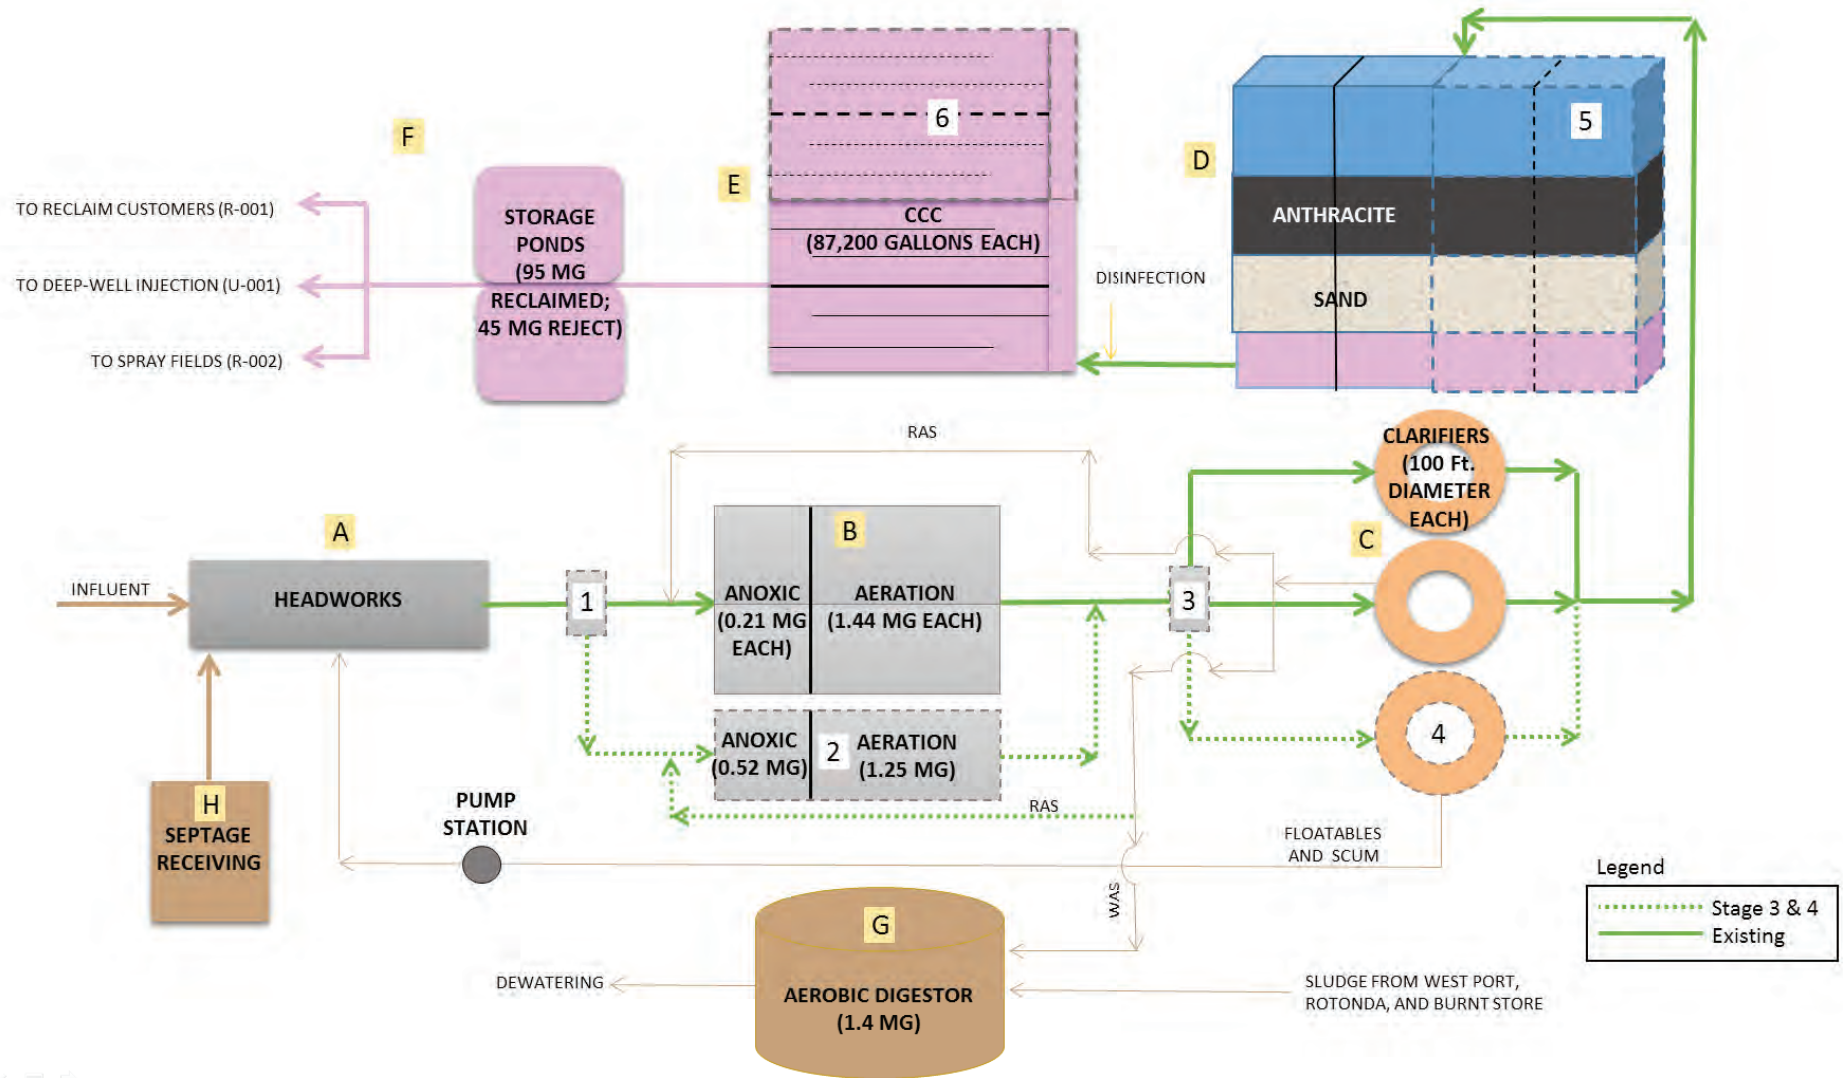 6
5
F
D
E
TO RECLAIM CUSTOMERS (R-001)
TO DEEP-WELL INJECTION (U-001)
TO SPRAY FIELDS (R-002)
STORAGE
PONDS
(95 MG
RECLAIMED;
45 MG REJECT)
CCC
(87,200 GALLONS EACH)
DISINFECTION
ANTHRACITE
SAND
RAS
CLARIFIERS
(100 Ft.
DIAMETER
EACH)
A
B
C
INFLUENT
HEADWORKS
1
ANOXIC
(0.21 MG
EACH)
AERATION
(1.44 MG EACH)
3
ANOXIC
(0.52 MG)
2
AERATION
(1.25 MG)
4
RAS
H
SEPTAGE
RECEIVING
PUMP
STATION
FLOATABLES
AND SCUM
WAS
G
AEROBIC DIGESTOR
(1.4 MG)
DEWATERING
SLUDGE FROM WEST PORT,
ROTONDA, AND BURNT STORE
Legend
Stage 3 & 4
Existing